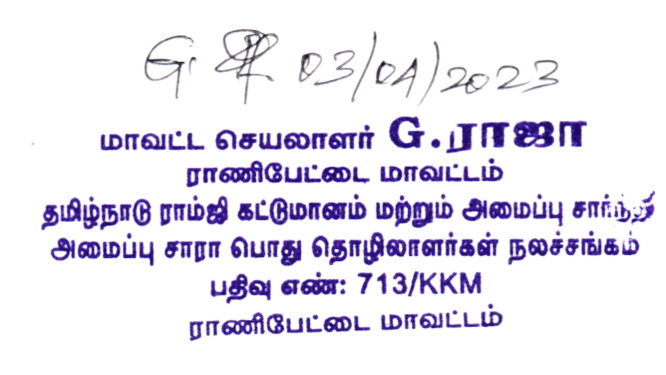 G. 03/04/2023
மாவட்ட செயலாளர் G.ராஜா
ராணிபேட்டை மாவட்டம்
தமிழ்நாடு ராம்ஜி கட்டுமானம் மற்றும் அமைப்பு சார்ந்த
அமைப்பு சாரா பொது தொழிலாளர்கள் நலச்சங்கம்
பதிவு எண்: 713/KKM
ராணிபேட்டை மாவட்டம்